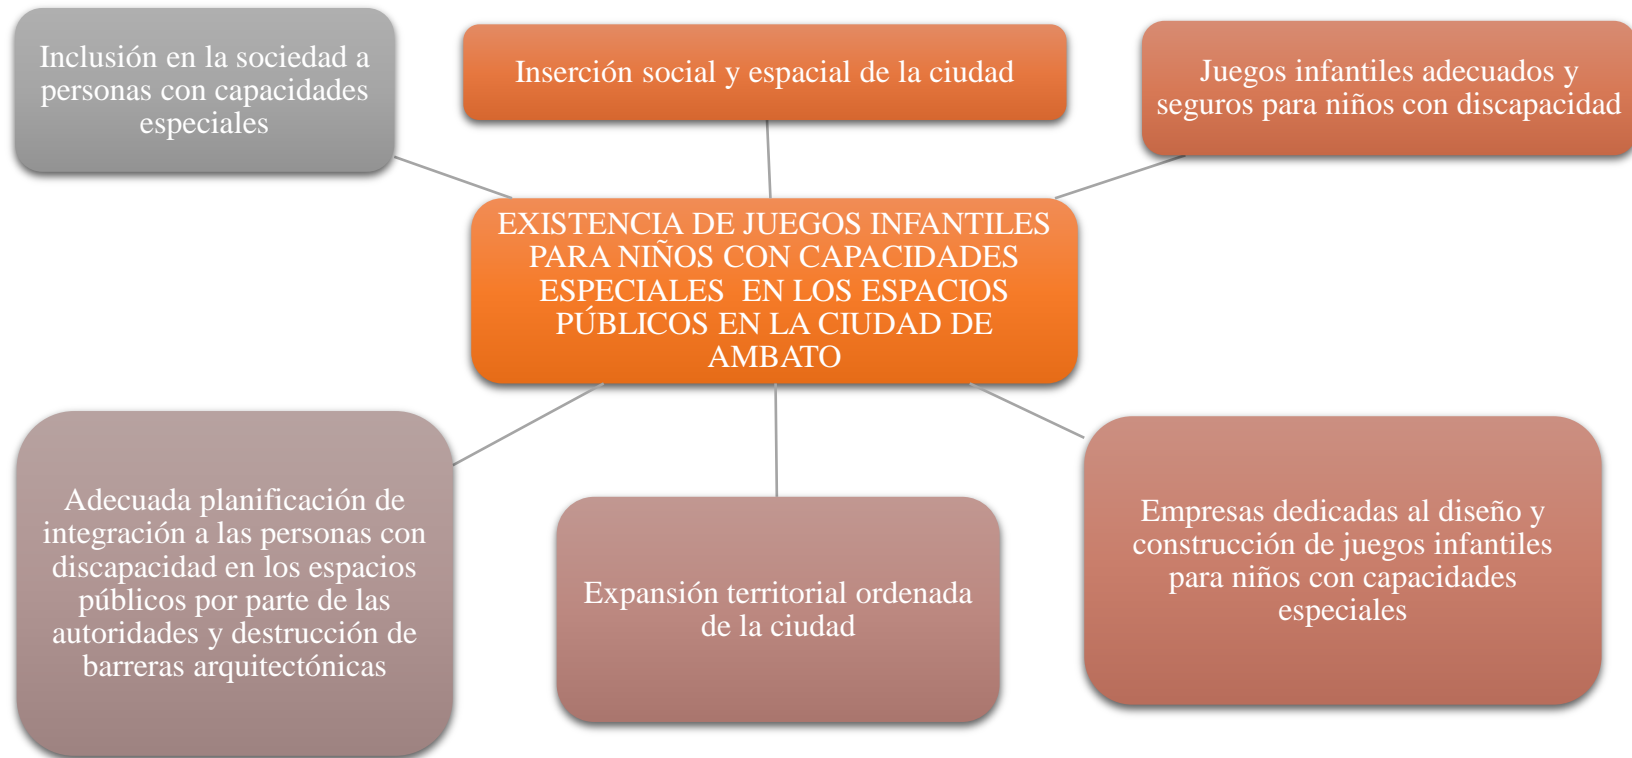 Inclusión en la sociedad a
personas con capacidades
especiales
Inserción social y espacial de la ciudad
Juegos infantiles adecuados y
seguros para niños con discapacidad
EXISTENCIA DE JUEGOS INFANTILES
PARA NIÑOS CON CAPACIDADES
ESPECIALES EN LOS ESPACIOS
PÚBLICOS EN LA CIUDAD DE
AMBATO
Adecuada planificación de
integración a las personas con
discapacidad en los espacios
públicos por parte de las
autoridades y destrucción de
barreras arquitectónicas
Expansión territorial ordenada
de la ciudad
Empresas dedicadas al diseño y
construcción de juegos infantiles
para niños con capacidades
especiales